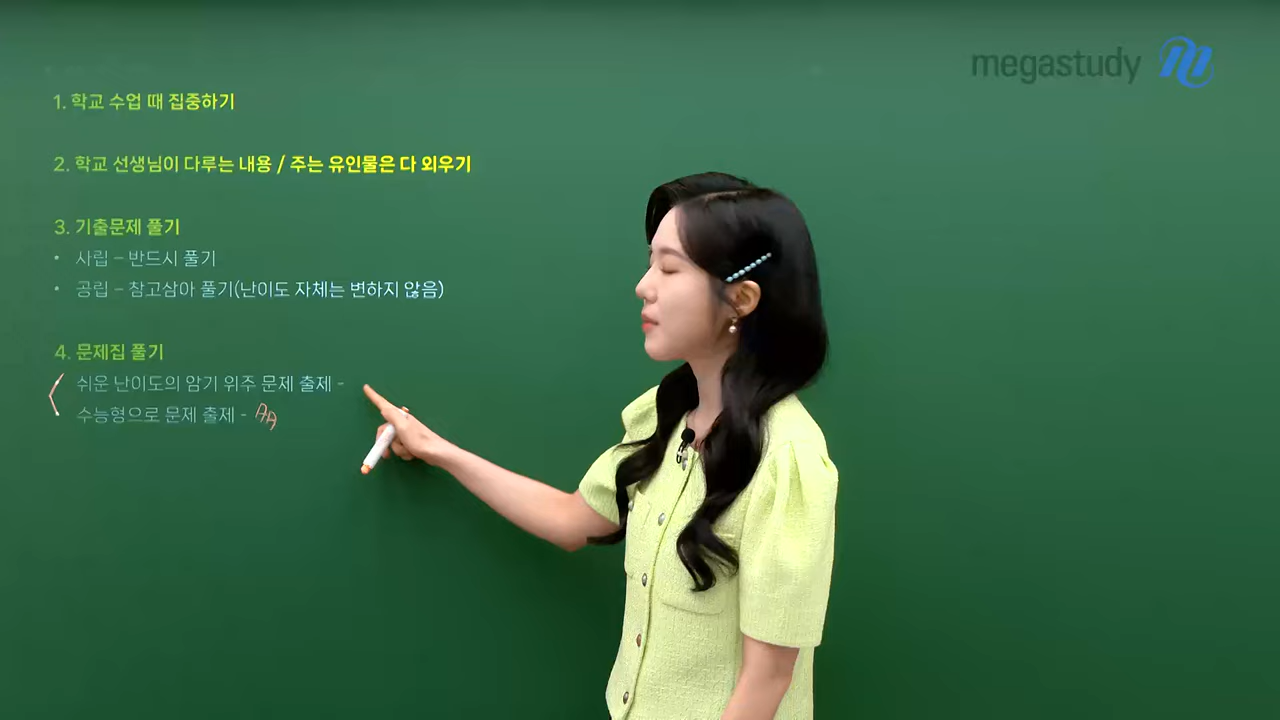 megastudy
1. 학교 수업 때 집중하기
2. 학교 선생님이 다루는 내용 / 주는 유인물은 다 외우기
3. 기출문제 풀기
• 사립 – 반드시 풀기
• 공립 – 참고삼아 풀기(난이도 자체는 변하지 않음)
4. 문제집 풀기
쉬운 난이도의 암기 위주 문제 출제 -
수능형으로 문제 출제 -